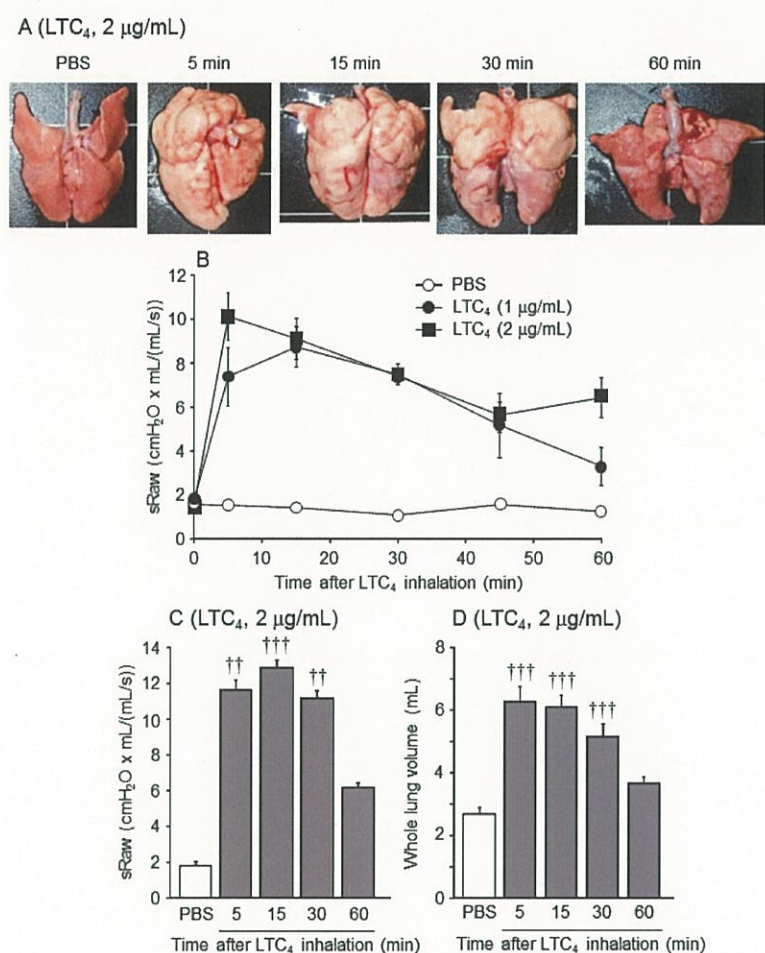 A (LTC₄, 2 μg/mL)
PBS 5 min 15 min 30 min 60 min
B
12
10
8
6
4
2
0
sRaw (cmH₂O x mL/(mL/s))
PBS
LTC₄ (1 μg/mL)
LTC₄ (2 μg/mL)
0 10 20 30 40 50 60
Time after LTC₄ inhalation (min)
C (LTC₄, 2 μg/mL)
14
12
10
8
6
4
2
0
sRaw (cmH₂O x mL/(mL/s))
†† ††† ††
PBS 5 15 30 60
Time after LTC₄ inhalation (min)
D (LTC₄, 2 μg/mL)
8
6
4
2
0
Whole lung volume (mL)
††† ††† †††
PBS 5 15 30 60
Time after LTC₄ inhalation (min)